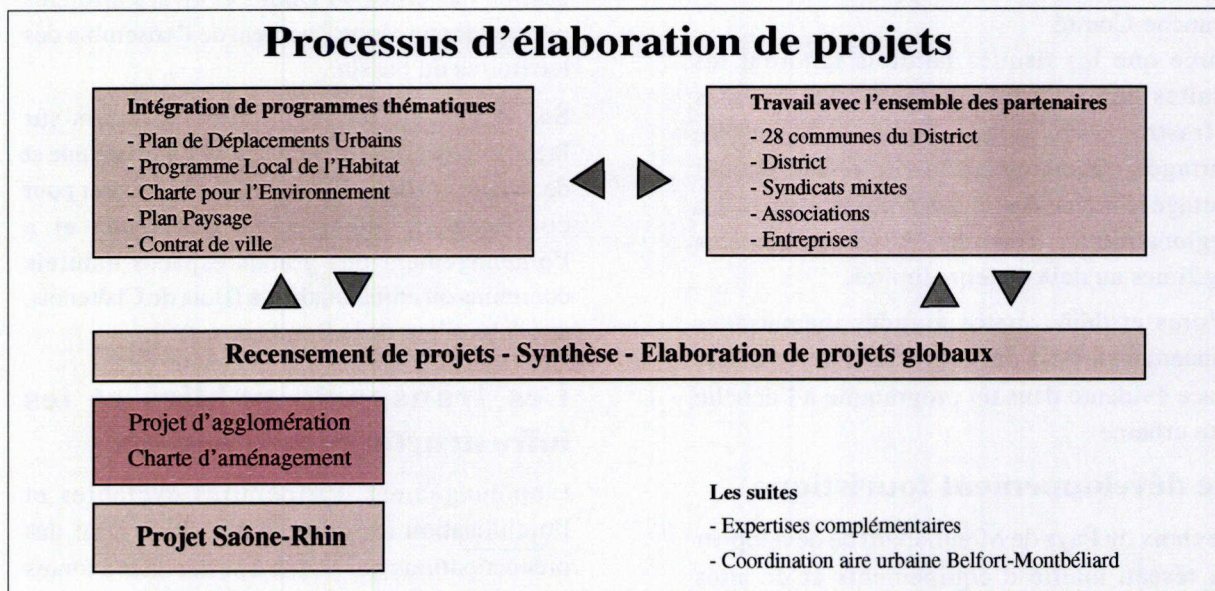 Processus d'élaboration de projets
Intégration de programmes thématiques
- Plan de Déplacements Urbains
- Programme Local de l'Habitat
- Charte pour l'Environnement
- Plan Paysage
- Contrat de ville
Travail avec l'ensemble des partenaires
- 28 communes du District
- District
- Syndicats mixtes
- Associations
- Entreprises
Recensement de projets - Synthèse - Elaboration de projets globaux
Projet d'agglomération
Charte d'aménagement
Projet Saône-Rhin
Les suites
- Expertises complémentaires
- Coordination aire urbaine Belfort-Montbéliard